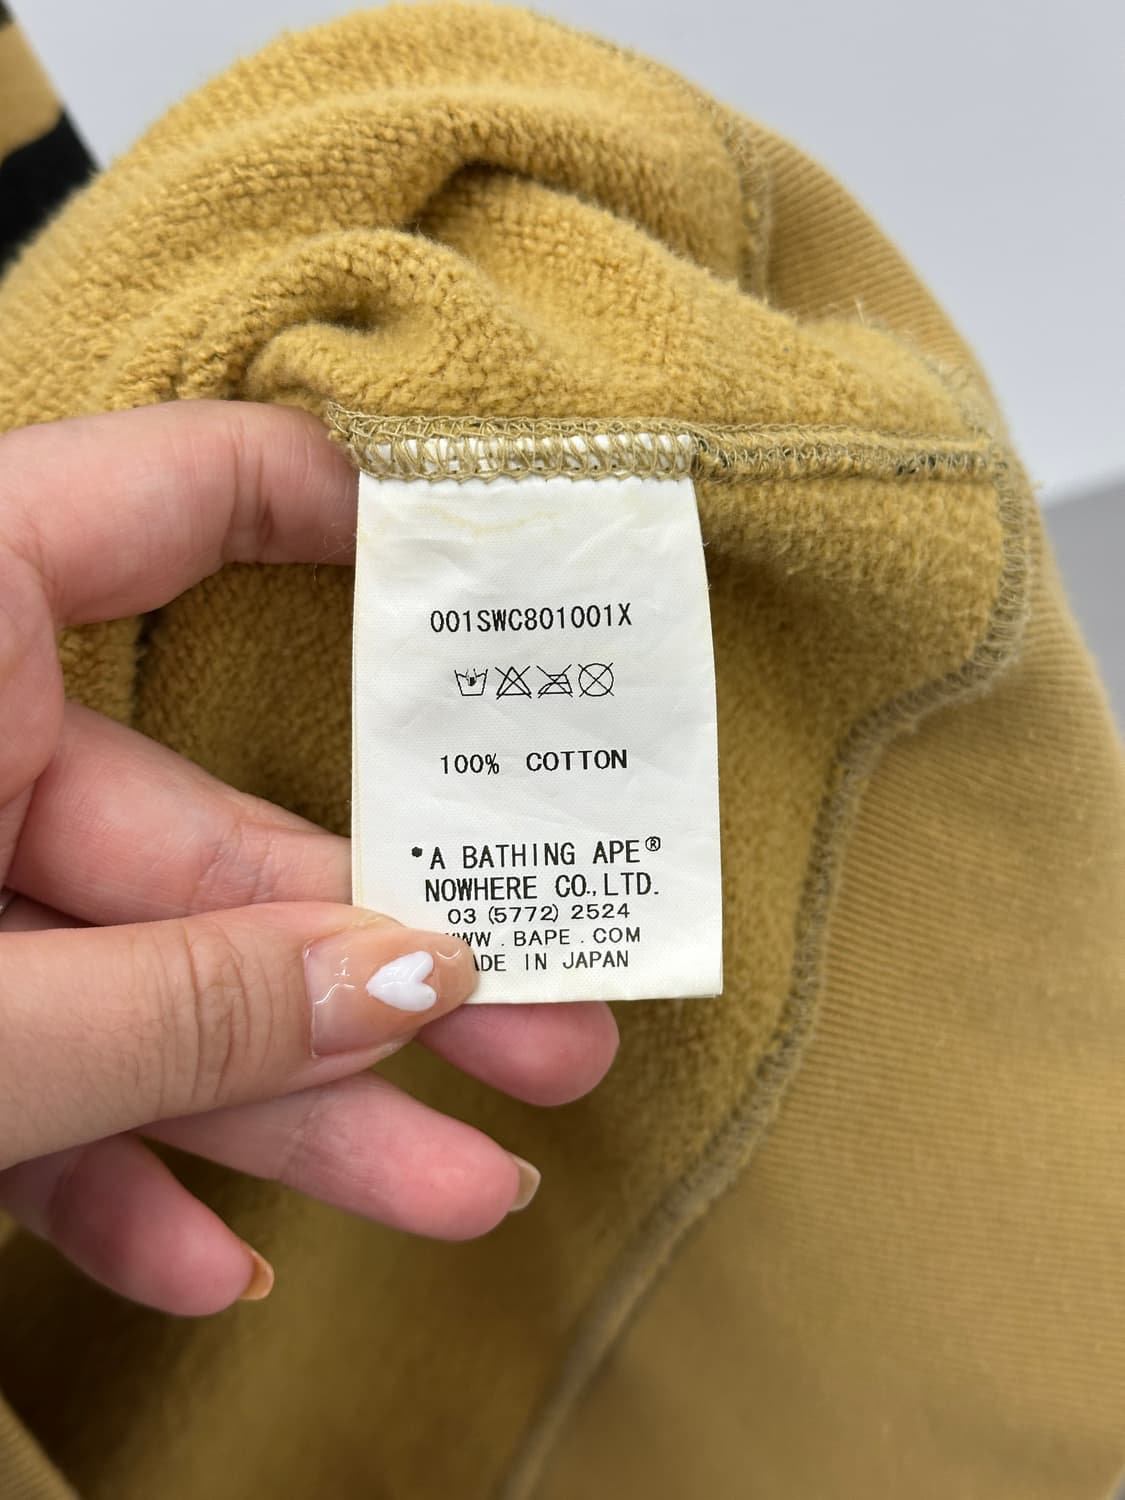 001SWC801001X
100% COTTON
A BATHING APE®
NOWHERE CO.,LTD.
03 (5772) 2524
. BAPE . COM
IN JAPAN